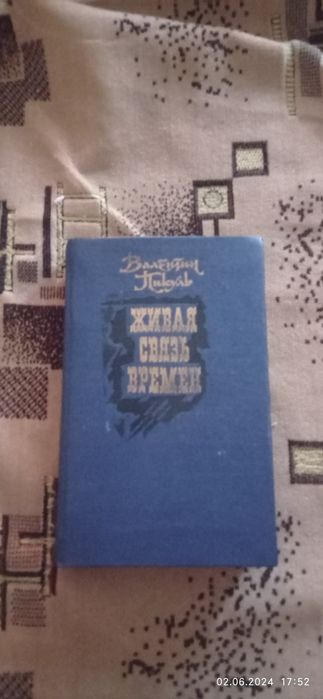 Валентин
Пикуль
ЖИВАЯ
СВЯЗЬ
ВРЕМЕН
02.06.2024 17:52